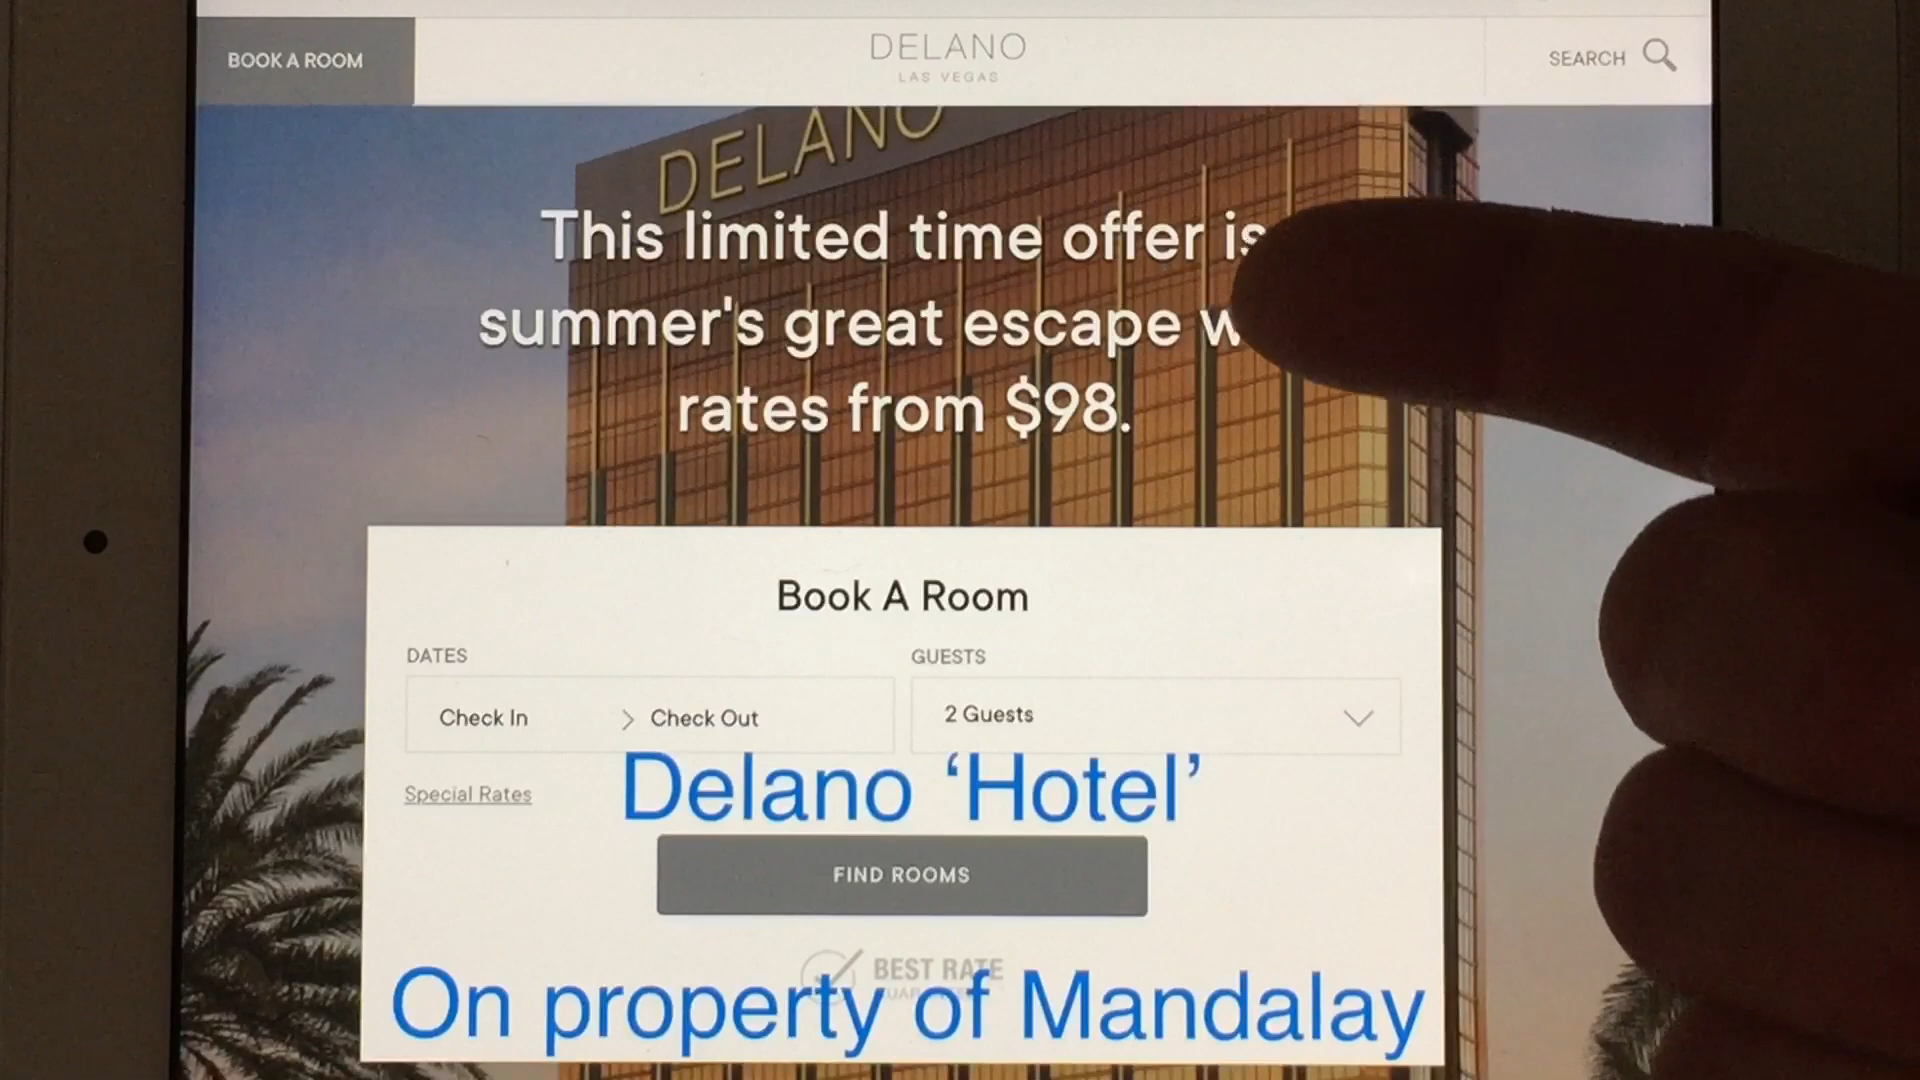 BOOK A ROOM
DELANO
LAS VEGAS
SEARCH
DELANO
This limited time offer is
summer's great escape
rates from $98.
Book A Room
DATES
GUESTS
Check In > Check Out
2 Guests
Special Rates
Delano ‘Hotel’
FIND ROOMS
BEST RATE
On property of Mandalay